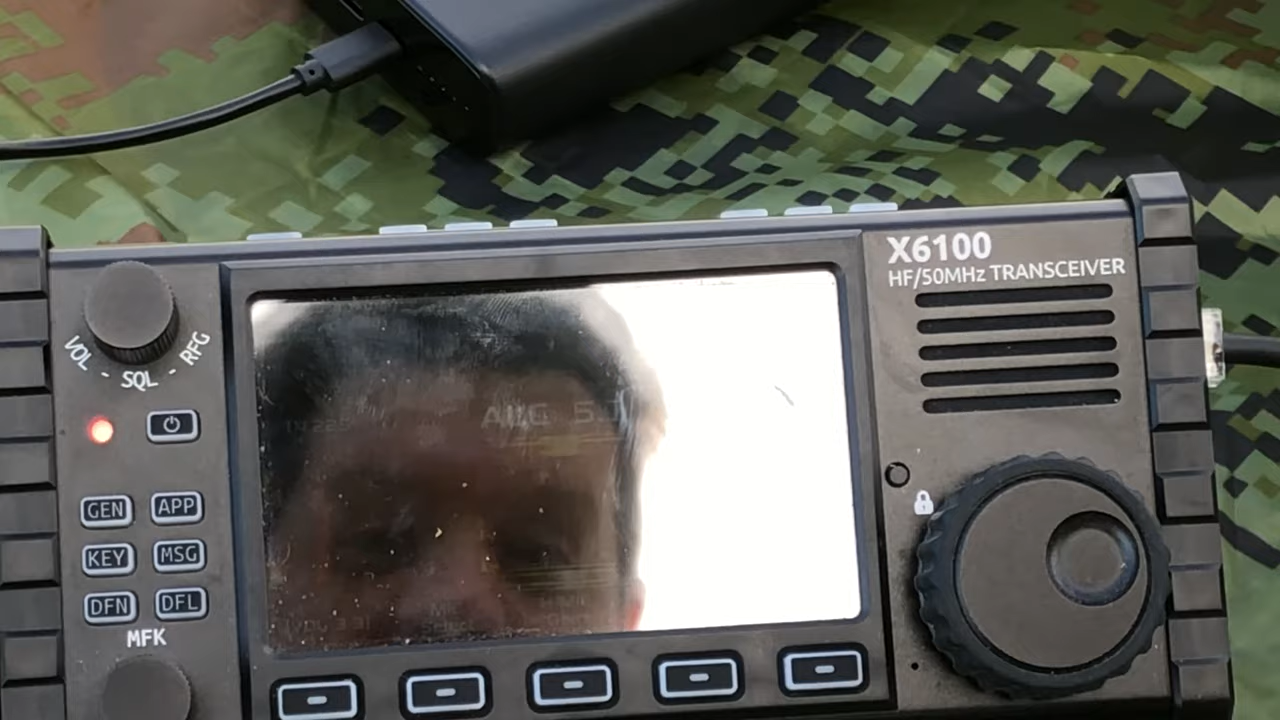 X6100
HF/50MHz TRANSCEIVER
VOL - SQL - RFG
GEN APP
KEY MSG
DFN DFL
MFK